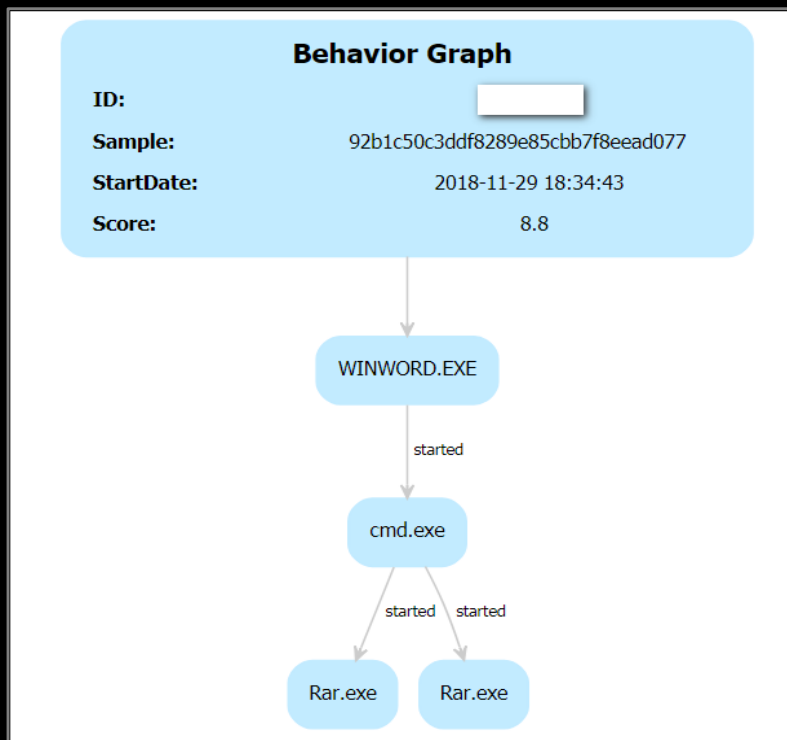 Behavior Graph
ID:
Sample: 92b1c50c3ddf8289e85cbb7f8eead077
StartDate: 2018-11-29 18:34:43
Score: 8.8
WINWORD.EXE
started
cmd.exe
started started
Rar.exe Rar.exe